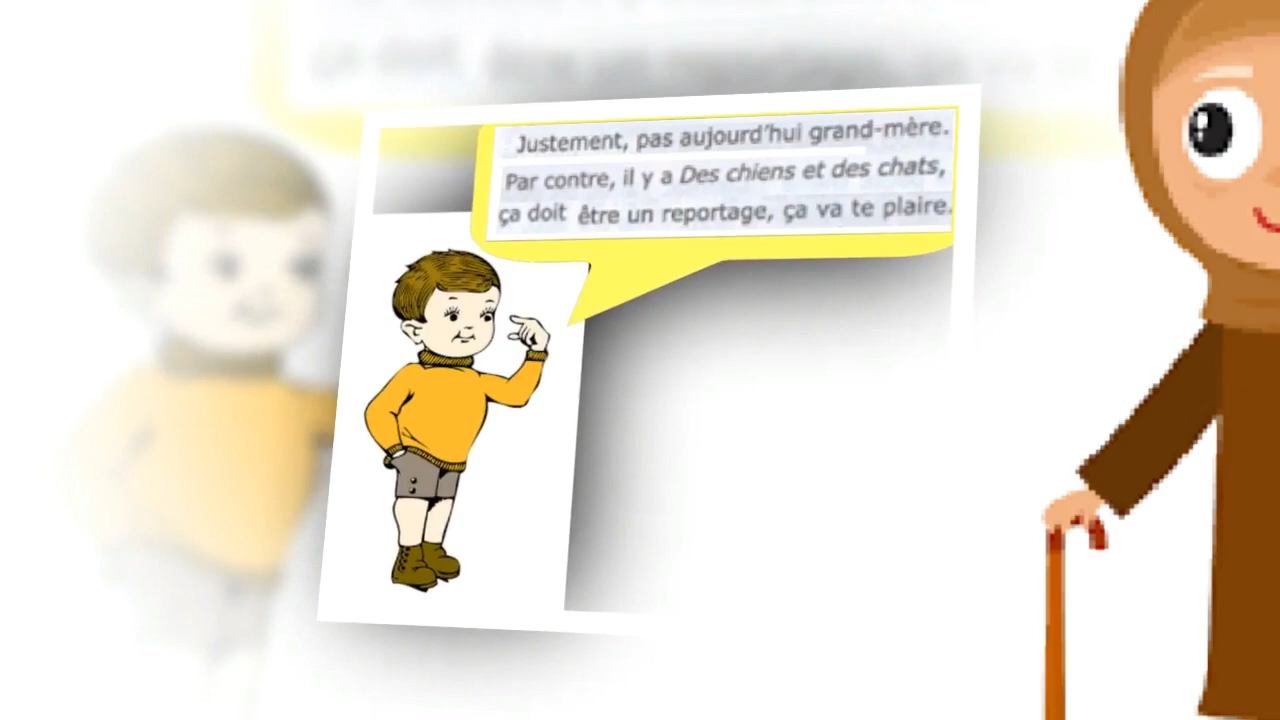 Justement, pas aujourd'hui grand-mère.
Par contre, il y a Des chiens et des chats,
ça doit être un reportage, ça va te plaire.